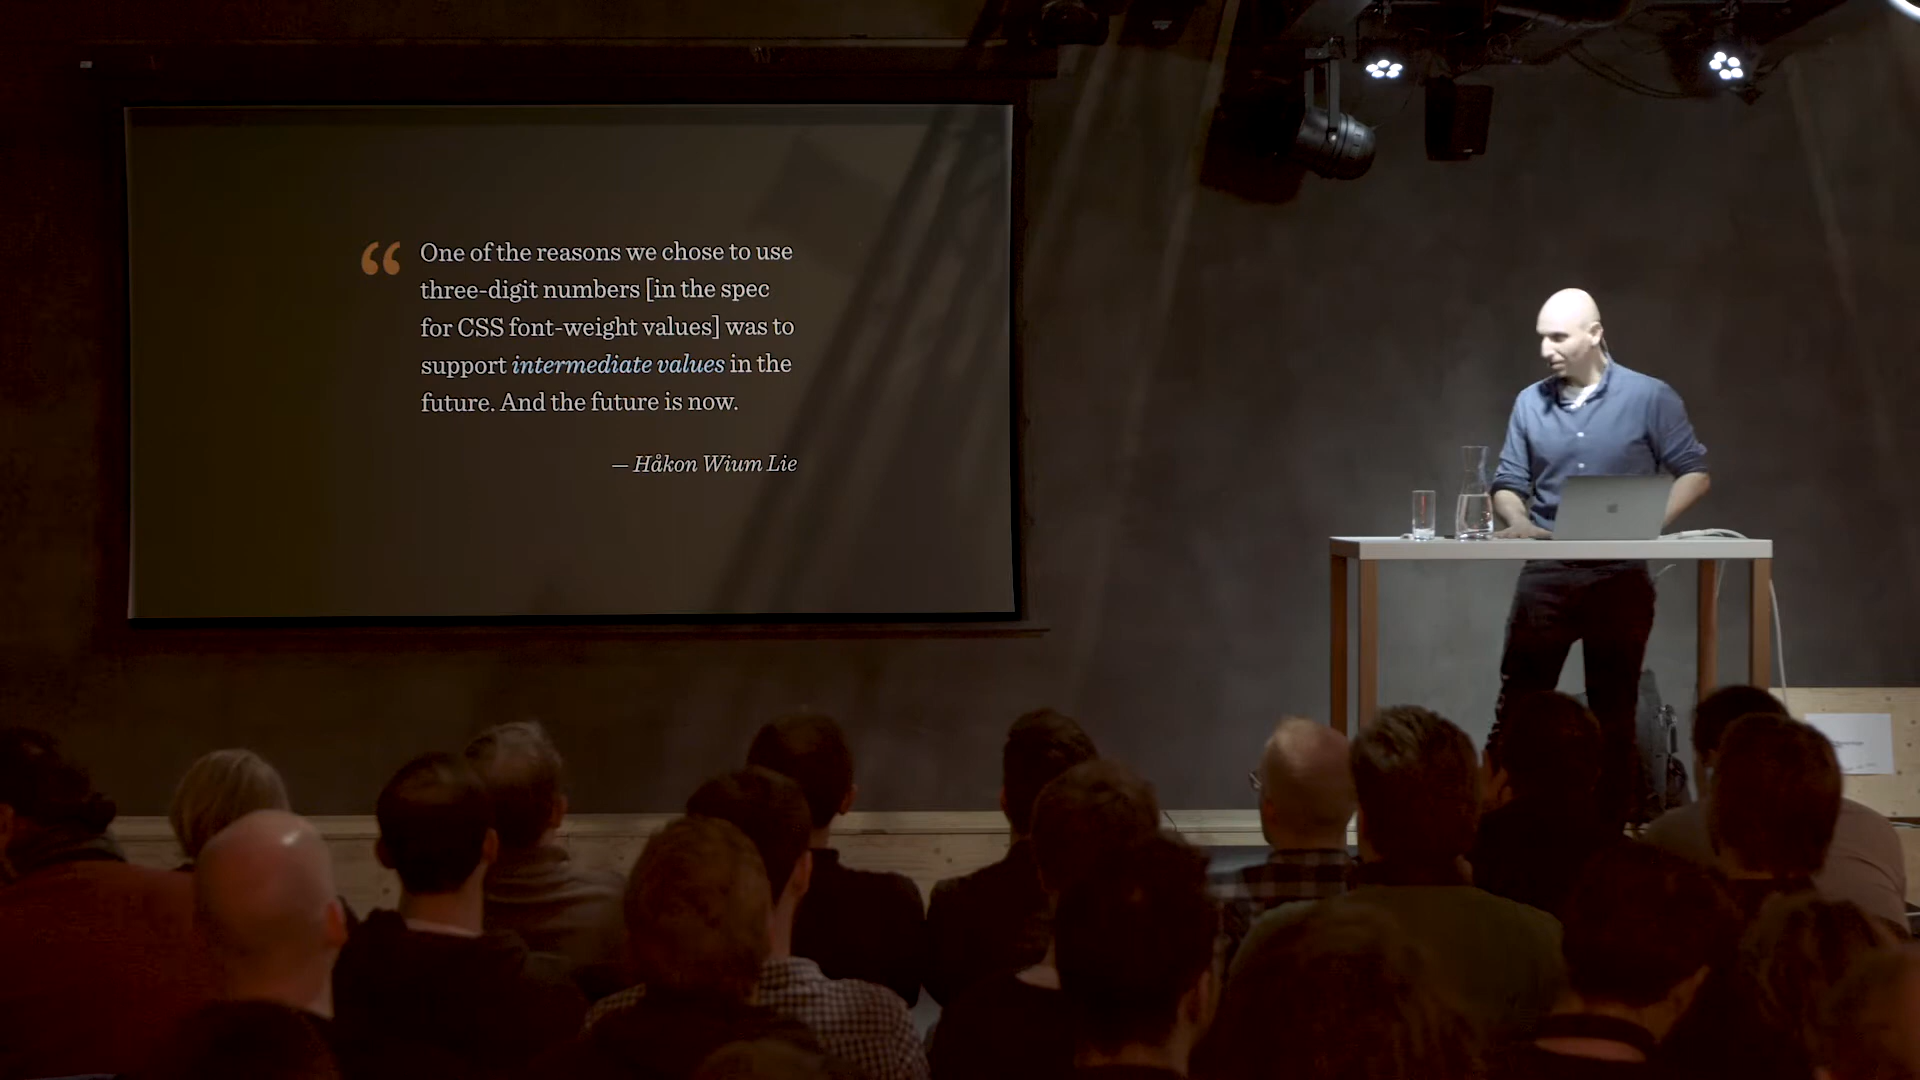 “ One of the reasons we chose to use
three-digit numbers [in the spec
for CSS font-weight values] was to
support intermediate values in the
future. And the future is now.
— Håkon Wium Lie